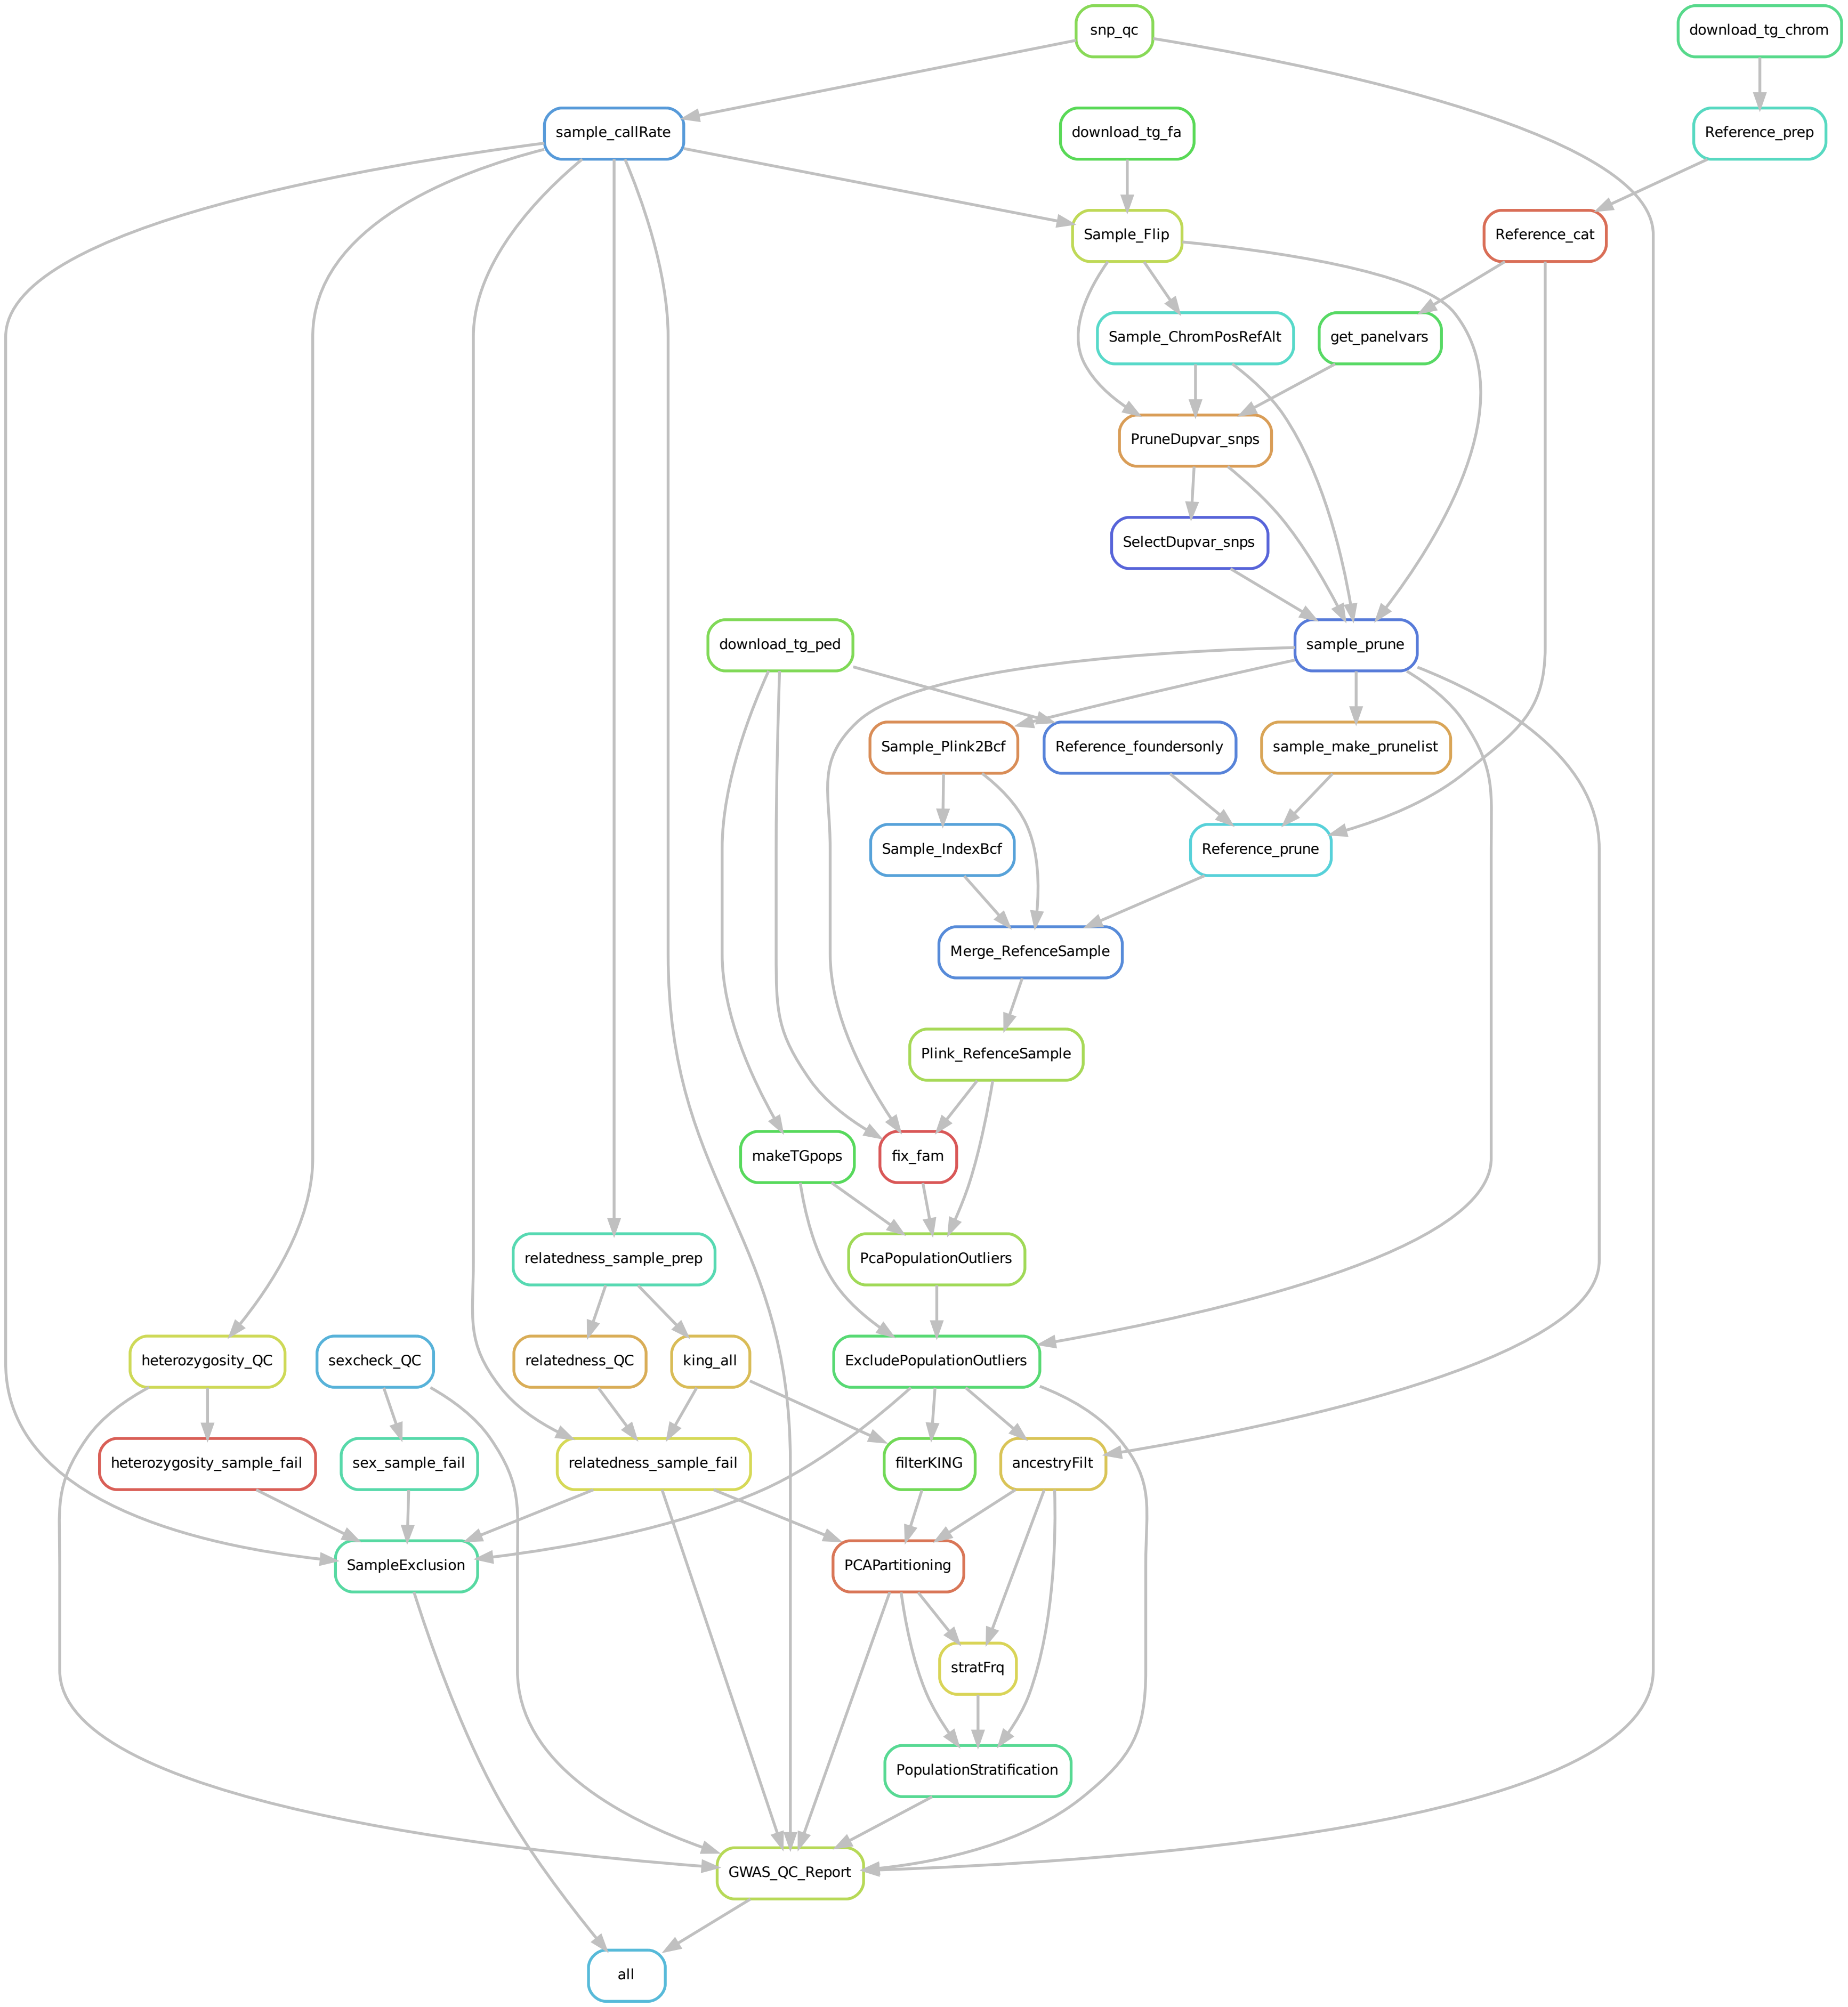 snp_qc
download_tg_chrom
sample_callRate
download_tg_fa
Reference_prep
Sample_Flip
Reference_cat
Sample_ChromPosRefAlt
get_panelvars
PruneDupvar_snps
SelectDupvar_snps
download_tg_ped
sample_prune
Sample_Plink2Bcf
Reference_foundersonly
sample_make_prunelist
Sample_IndexBcf
Reference_prune
Merge_RefenceSample
Plink_RefenceSample
makeTGpops
fix_fam
relatedness_sample_prep
PcaPopulationOutliers
heterozygosity_QC
sexcheck_QC
relatedness_QC
king_all
ExcludePopulationOutliers
heterozygosity_sample_fail
sex_sample_fail
relatedness_sample_fail
filterKING
ancestryFilt
SampleExclusion
PCAPartitioning
stratFrq
PopulationStratification
GWAS_QC_Report
all